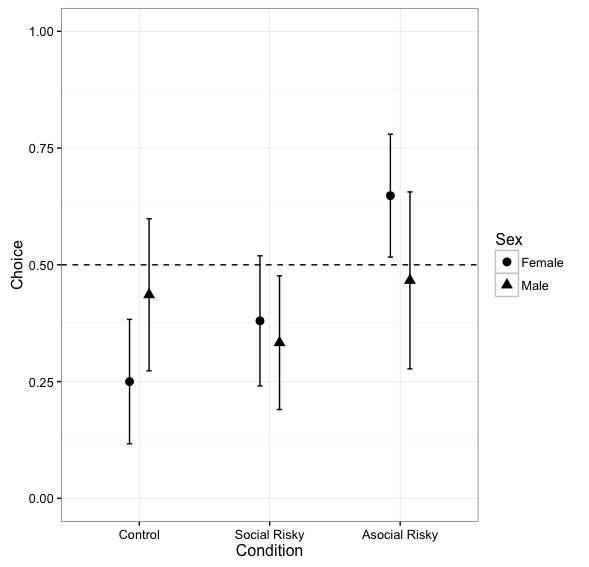 1.00
0.75
0.50
0.25
0.00
Choice
Control
Social Risky
Asocial Risky
Condition
Sex
Female
Male